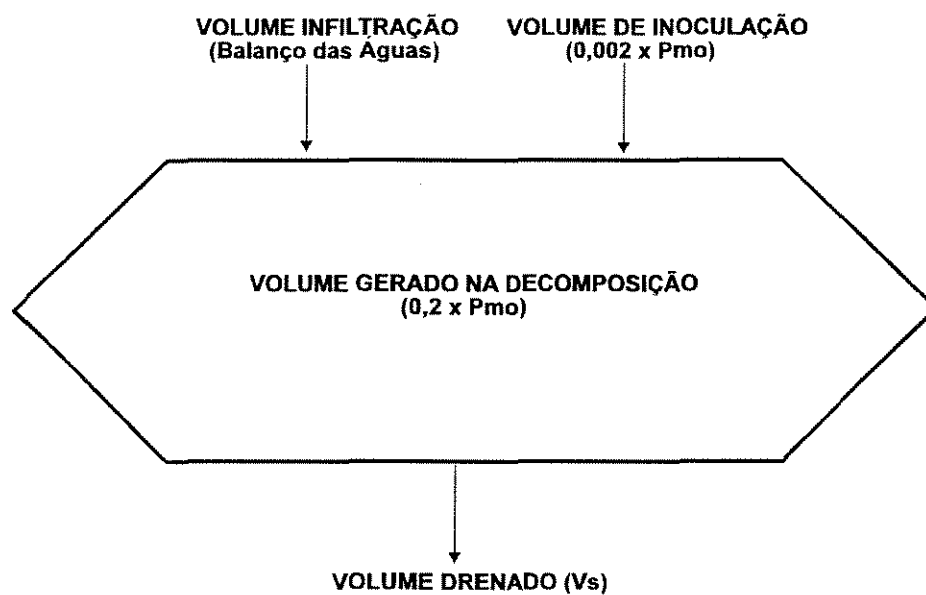 VOLUME INFILTRAÇÃO
(Balanço das Águas)
VOLUME DE INOCULAÇÃO
(0,002 x Pmo)
VOLUME GERADO NA DECOMPOSIÇÃO
(0,2 x Pmo)
VOLUME DRENADO (Vs)